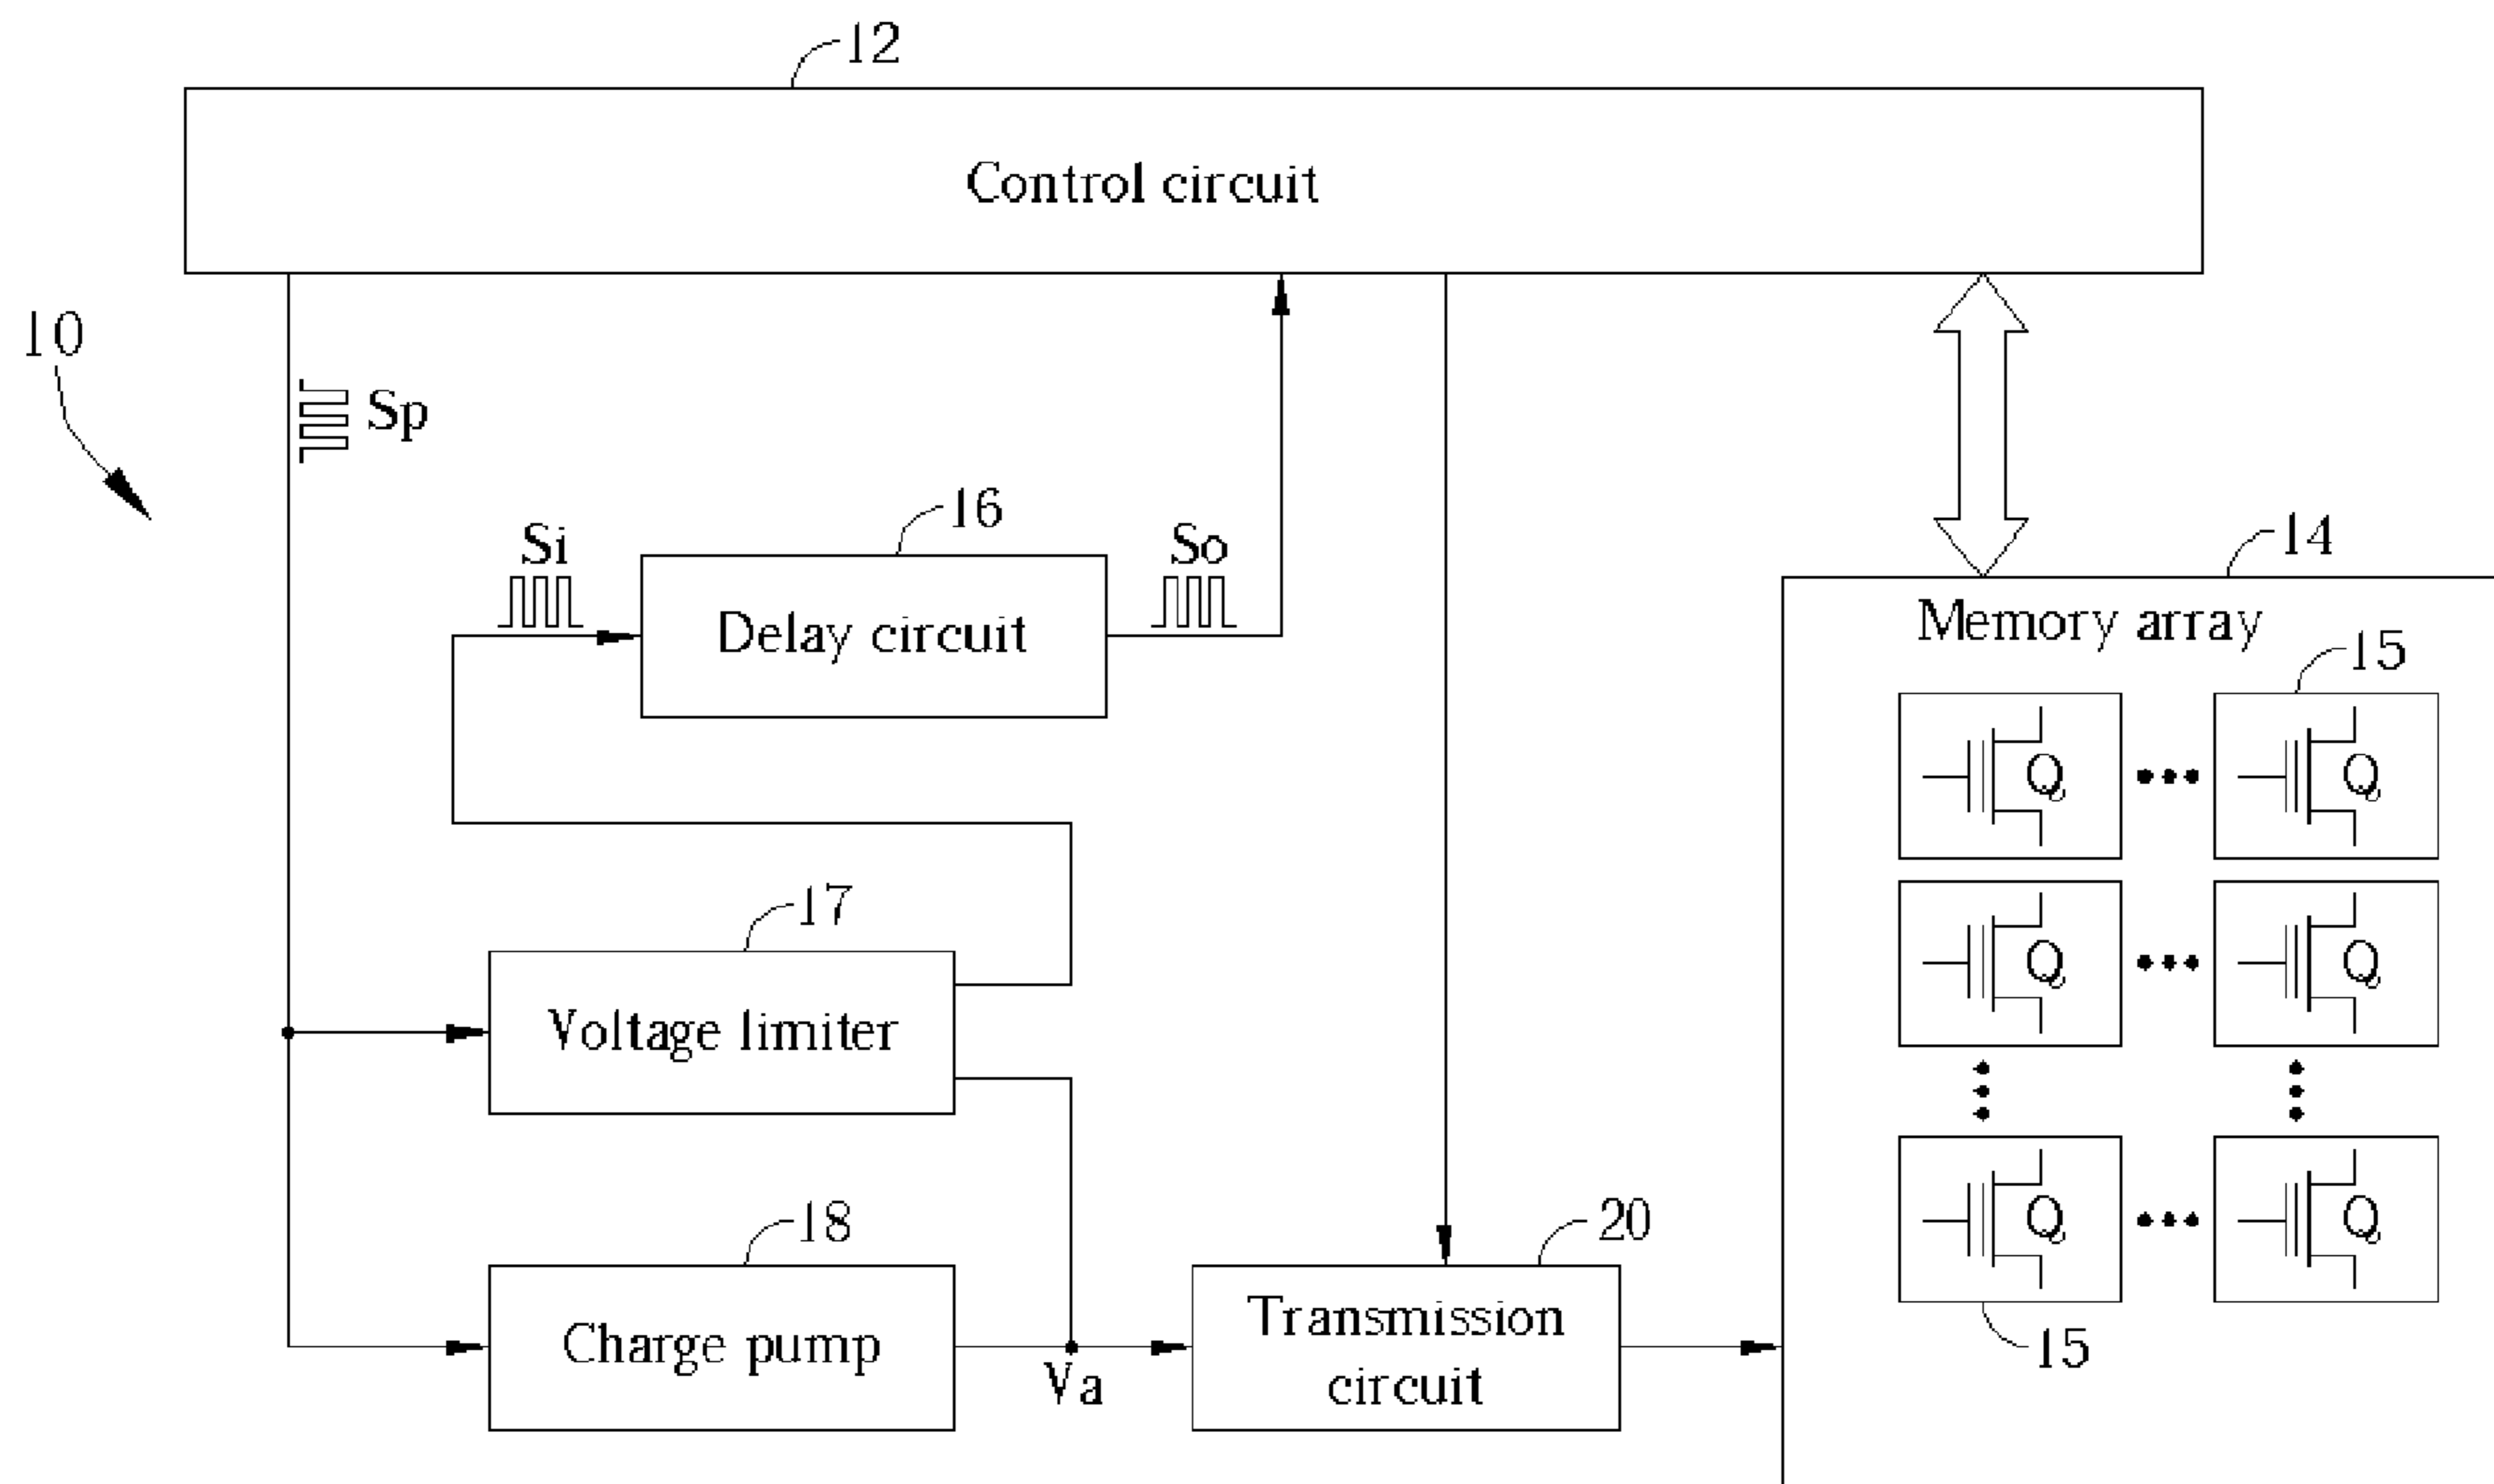 12
Control circuit
10
Sp
16
Si
So
14
Delay circuit
Memory array
15
Q
Q
17
Voltage limiter
Q
Q
18
20
Charge pump
Va
Transmission
circuit
Q
Q
15